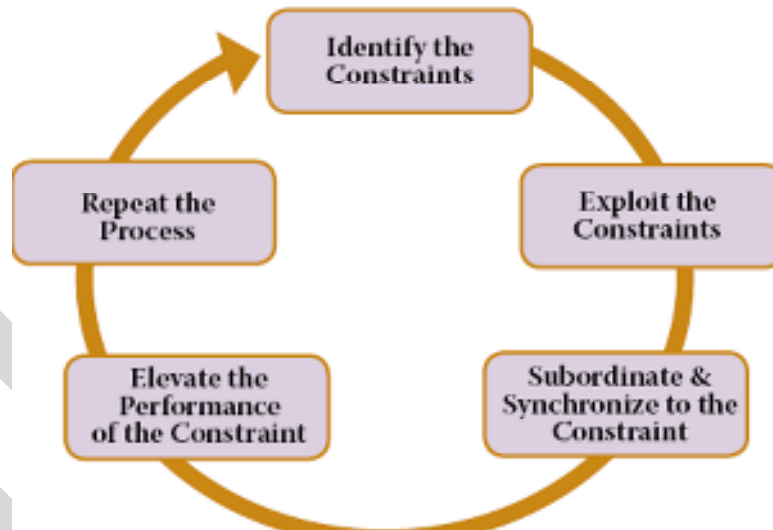 Identify the
Constraints
Exploit the
Constraints
Subordinate &
Synchronize to the
Constraint
Elevate the
Performance
of the Constraint
Repeat the
Process